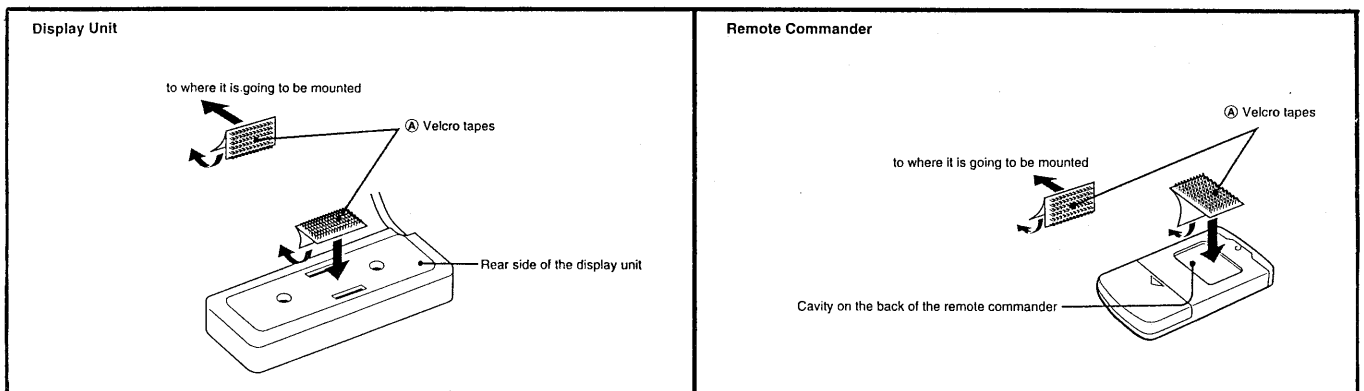 Display Unit
to where it is going to be mounted
Ⓐ Velcro tapes
Rear side of the display unit
Remote Commander
Ⓐ Velcro tapes
to where it is going to be mounted
Cavity on the back of the remote commander